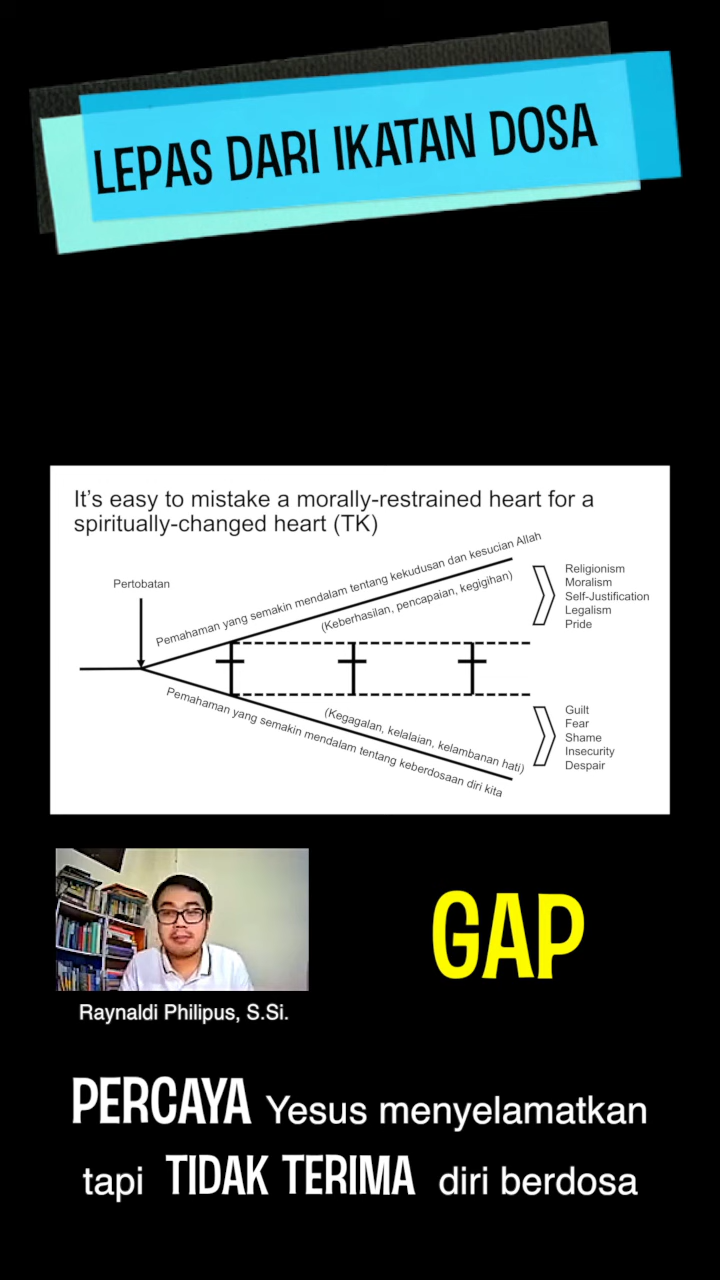 LEPAS DARI IKATAN DOSA
It's easy to mistake a morally-restrained heart for a
spiritually-changed heart (TK)
Pertobatan
Pemahaman yang semakin mendalam tentang kekudusan dan kesucian Allah
(Keberhasilan, pencapaian, kegigihan)
Religionism
Moralism
Self-Justification
Legalism
Pride
(Kegagalan, kelalaian, kelambanan hati)
Pemahaman yang semakin mendalam tentang keberdosaan diri kita
Guilt
Fear
Shame
Insecurity
Despair
GAP
Raynaldi Philipus, S.Si.
PERCAYA Yesus menyelamatkan
tapi TIDAK TERIMA diri berdosa